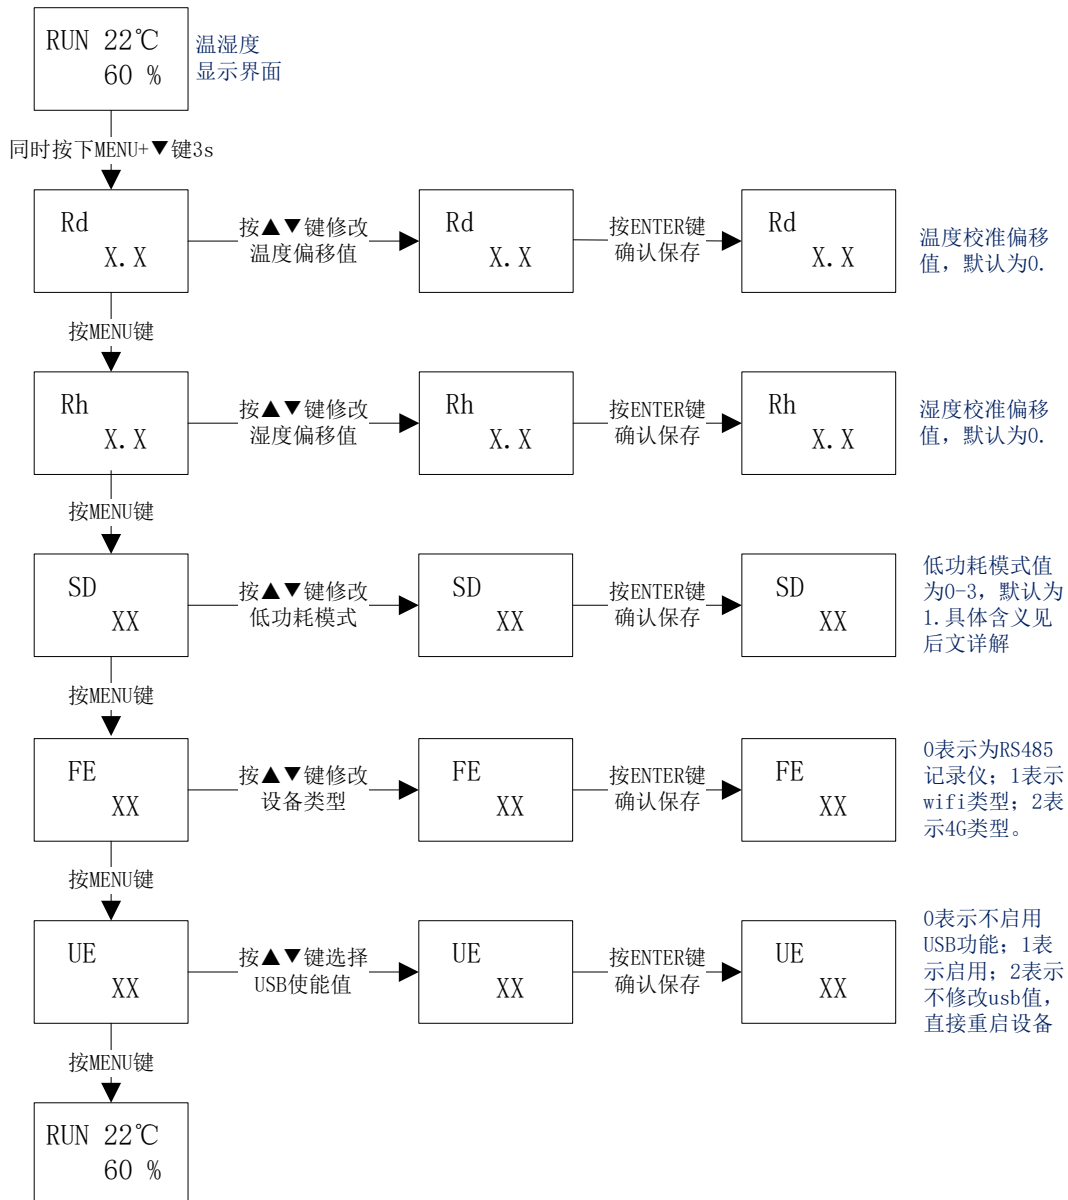 RUN 22℃
60 %
温湿度
显示界面
同时按下MENU+▼键3s
Rd
X.X
按▲▼键修改
温度偏移值
Rd
X.X
按ENTER键
确认保存
Rd
X.X
温度校准偏移
值，默认为0.
按MENU键
Rh
X.X
按▲▼键修改
湿度偏移值
Rh
X.X
按ENTER键
确认保存
Rh
X.X
湿度校准偏移
值，默认为0.
按MENU键
SD
XX
按▲▼键修改
低功耗模式
SD
XX
按ENTER键
确认保存
SD
XX
低功耗模式值
为0-3，默认为
1.具体含义见
后文详解
按MENU键
FE
XX
按▲▼键修改
设备类型
FE
XX
按ENTER键
确认保存
FE
XX
0表示为RS485
记录仪；1表示
wifi类型；2表
示4G类型。
按MENU键
UE
XX
按▲▼键选择
USB使能值
UE
XX
按ENTER键
确认保存
UE
XX
0表示不启用
USB功能；1表
示启用；2表示
不修改usb值，
直接重启设备
按MENU键
RUN 22℃
60 %